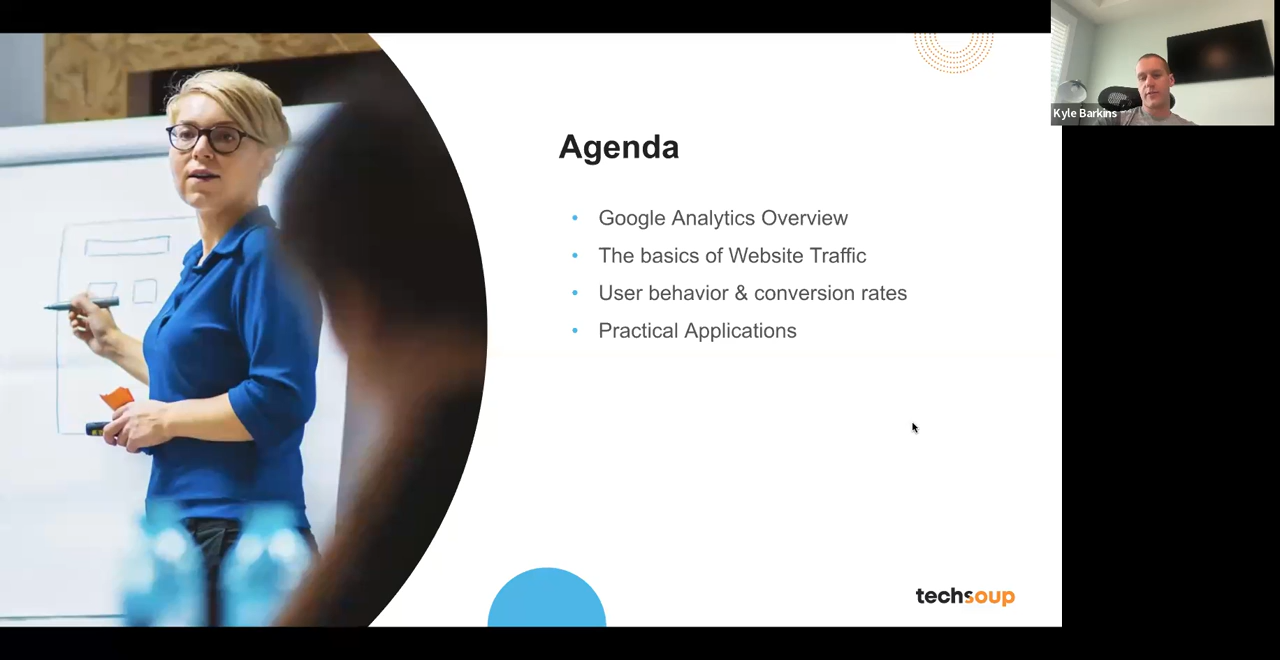 Agenda
• Google Analytics Overview
• The basics of Website Traffic
• User behavior & conversion rates
• Practical Applications
techsoup
Kyle Barkins